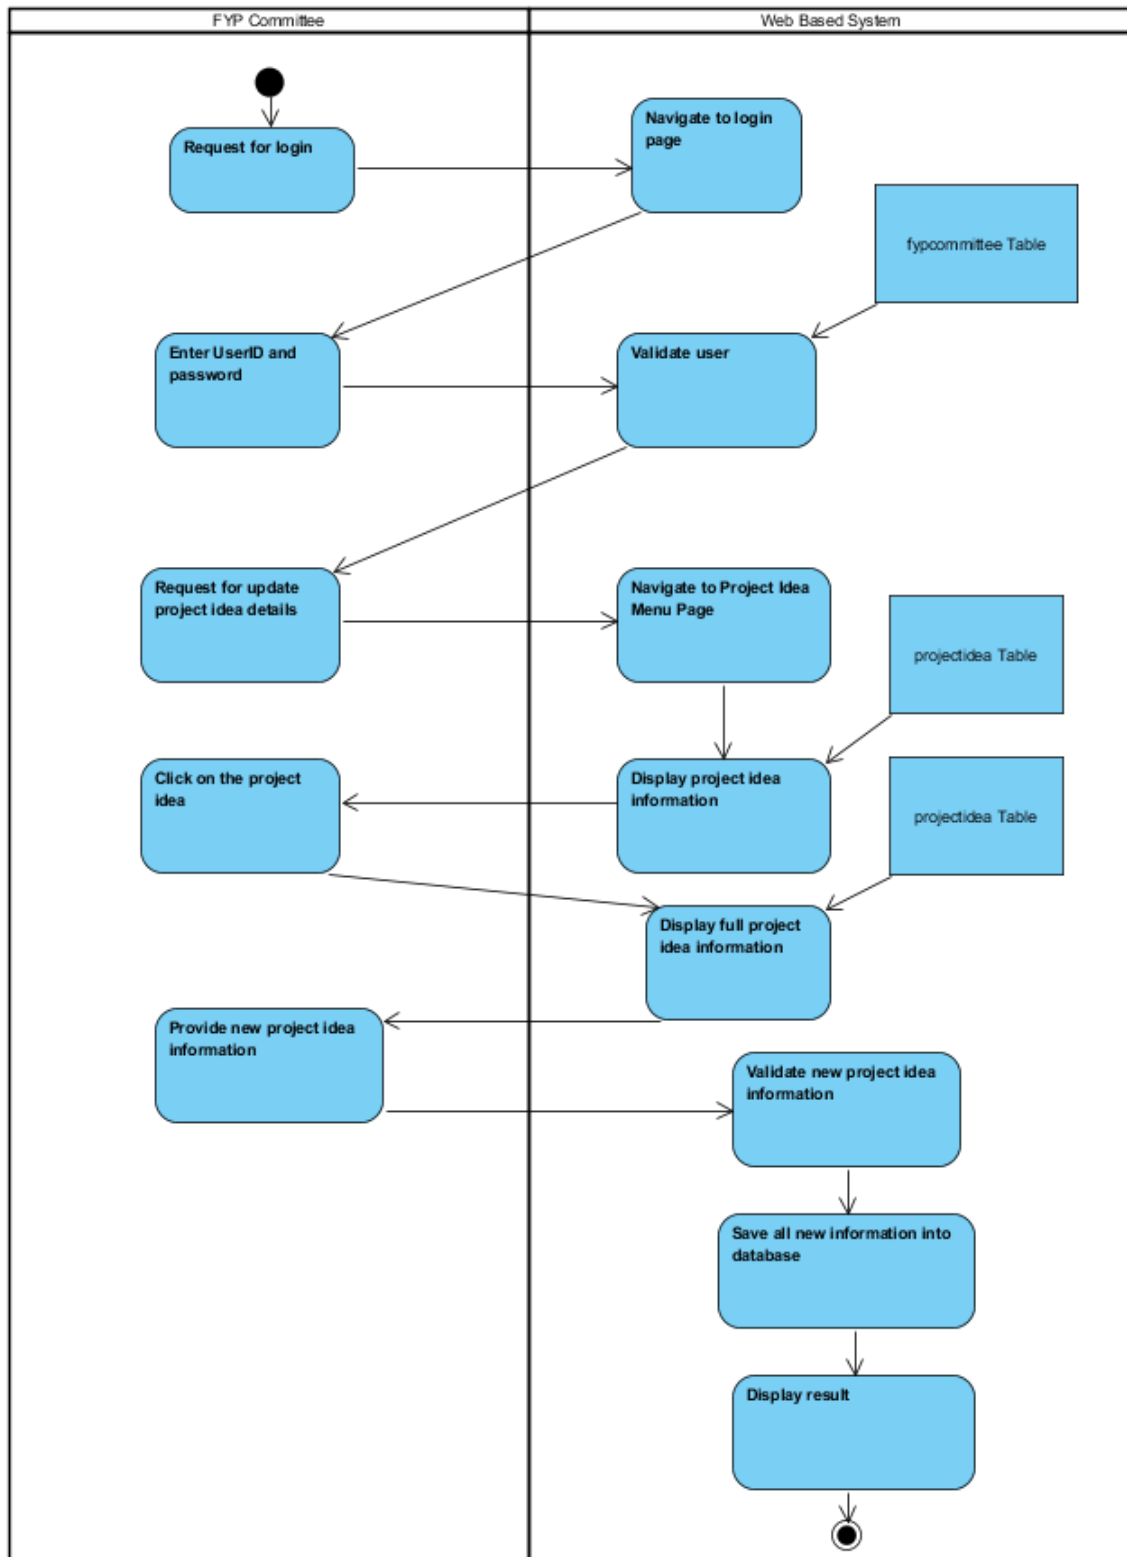 FYP Committee
Web Based System
Request for login
Navigate to login
page
fypcommittee Table
Enter UserID and
password
Validate user
Request for update
project idea details
Navigate to Project Idea
Menu Page
projectidea Table
Click on the project
idea
Display project idea
information
projectidea Table
Display full project
idea information
Provide new project idea
information
Validate new project idea
information
Save all new information into
database
Display result